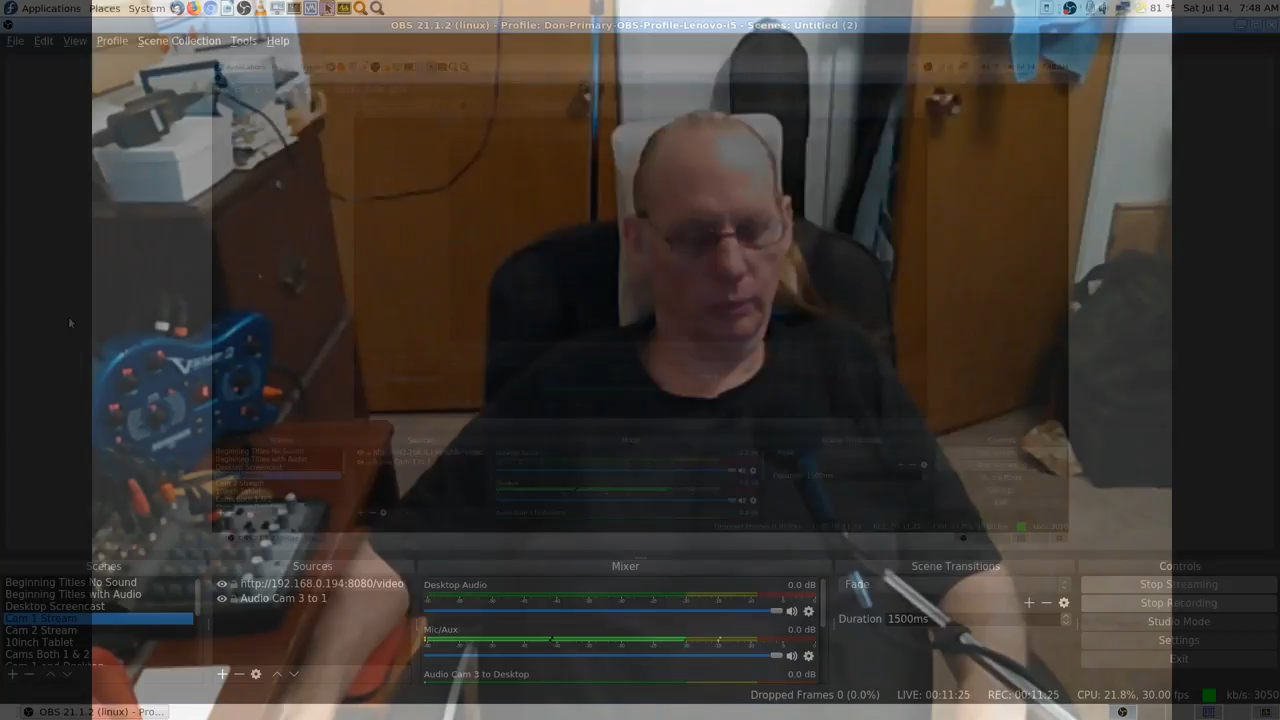 Applications Places System 81 °F Sat Jul 14, 7:48 AM
OBS 21.1.2 (linux) - Profile: Don-Primary-OBS-Profile-Lenovo-i5 - Scenes: Untitled (2)
File Edit View Profile Scene Collection Tools Help
Scenes Sources Mixer Scene Transitions Controls
Beginning Titles No Sound
Beginning Titles with Audio
Desktop Screencast
Cam 1 Stream
Cam 2 Stream
10inch Tablet
Cams Both 1 & 2
Cam 1 and Desktop
http://192.168.0.194:8080/video
Audio Cam 3 to 1
Desktop Audio 0.0 dB
Mic/Aux 0.0 dB
Audio Cam 3 to Desktop 0.0 dB
Fade
Duration 1500ms
Stop Streaming
Stop Recording
Studio Mode
Settings
Exit
Dropped Frames 0 (0.0%) LIVE: 00:11:25 REC: 00:11:25 CPU: 21.8%, 30.00 fps kb/s: 3050
OBS 21.1.2 (linux) - Pro...